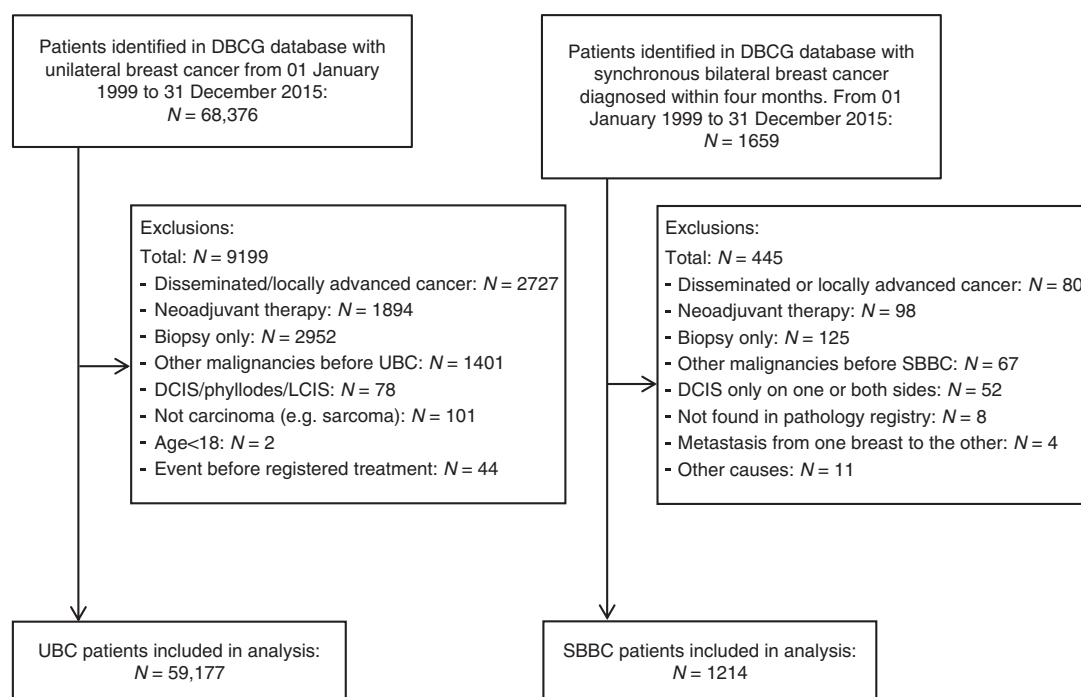 Patients identified in DBCG database with
unilateral breast cancer from 01 January
1999 to 31 December 2015:
N = 68,376
Patients identified in DBCG database with
synchronous bilateral breast cancer
diagnosed within four months. From 01
January 1999 to 31 December 2015:
N = 1659
Exclusions:
Total: N = 9199
- Disseminated/locally advanced cancer: N = 2727
- Neoadjuvant therapy: N = 1894
- Biopsy only: N = 2952
- Other malignancies before UBC: N = 1401
- DCIS/phyllodes/LCIS: N = 78
- Not carcinoma (e.g. sarcoma): N = 101
- Age<18: N = 2
- Event before registered treatment: N = 44
Exclusions:
Total: N = 445
- Disseminated or locally advanced cancer: N = 80
- Neoadjuvant therapy: N = 98
- Biopsy only: N = 125
- Other malignancies before SBBC: N = 67
- DCIS only on one or both sides: N = 52
- Not found in pathology registry: N = 8
- Metastasis from one breast to the other: N = 4
- Other causes: N = 11
UBC patients included in analysis:
N = 59,177
SBBC patients included in analysis:
N = 1214